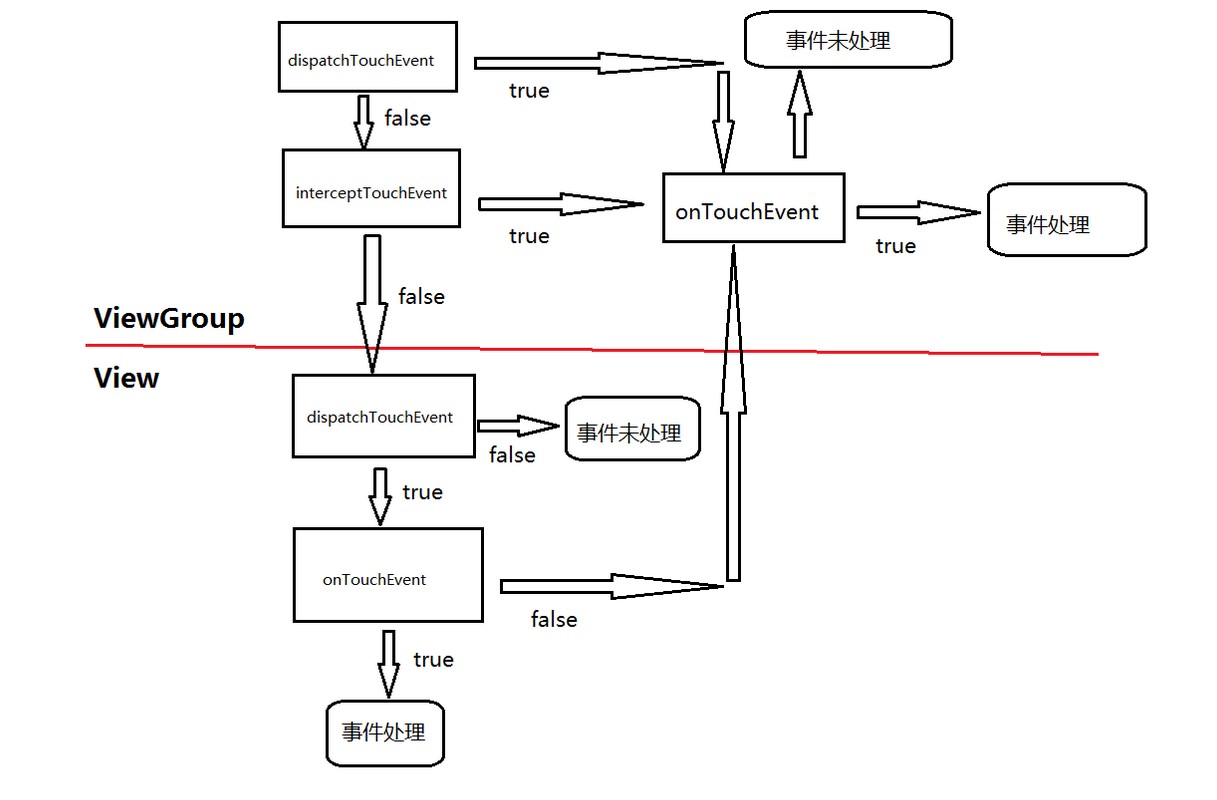 dispatchTouchEvent
事件未处理
true
false
interceptTouchEvent
onTouchEvent
事件处理
true
true
false
ViewGroup
View
dispatchTouchEvent
事件未处理
false
true
onTouchEvent
false
true
事件处理